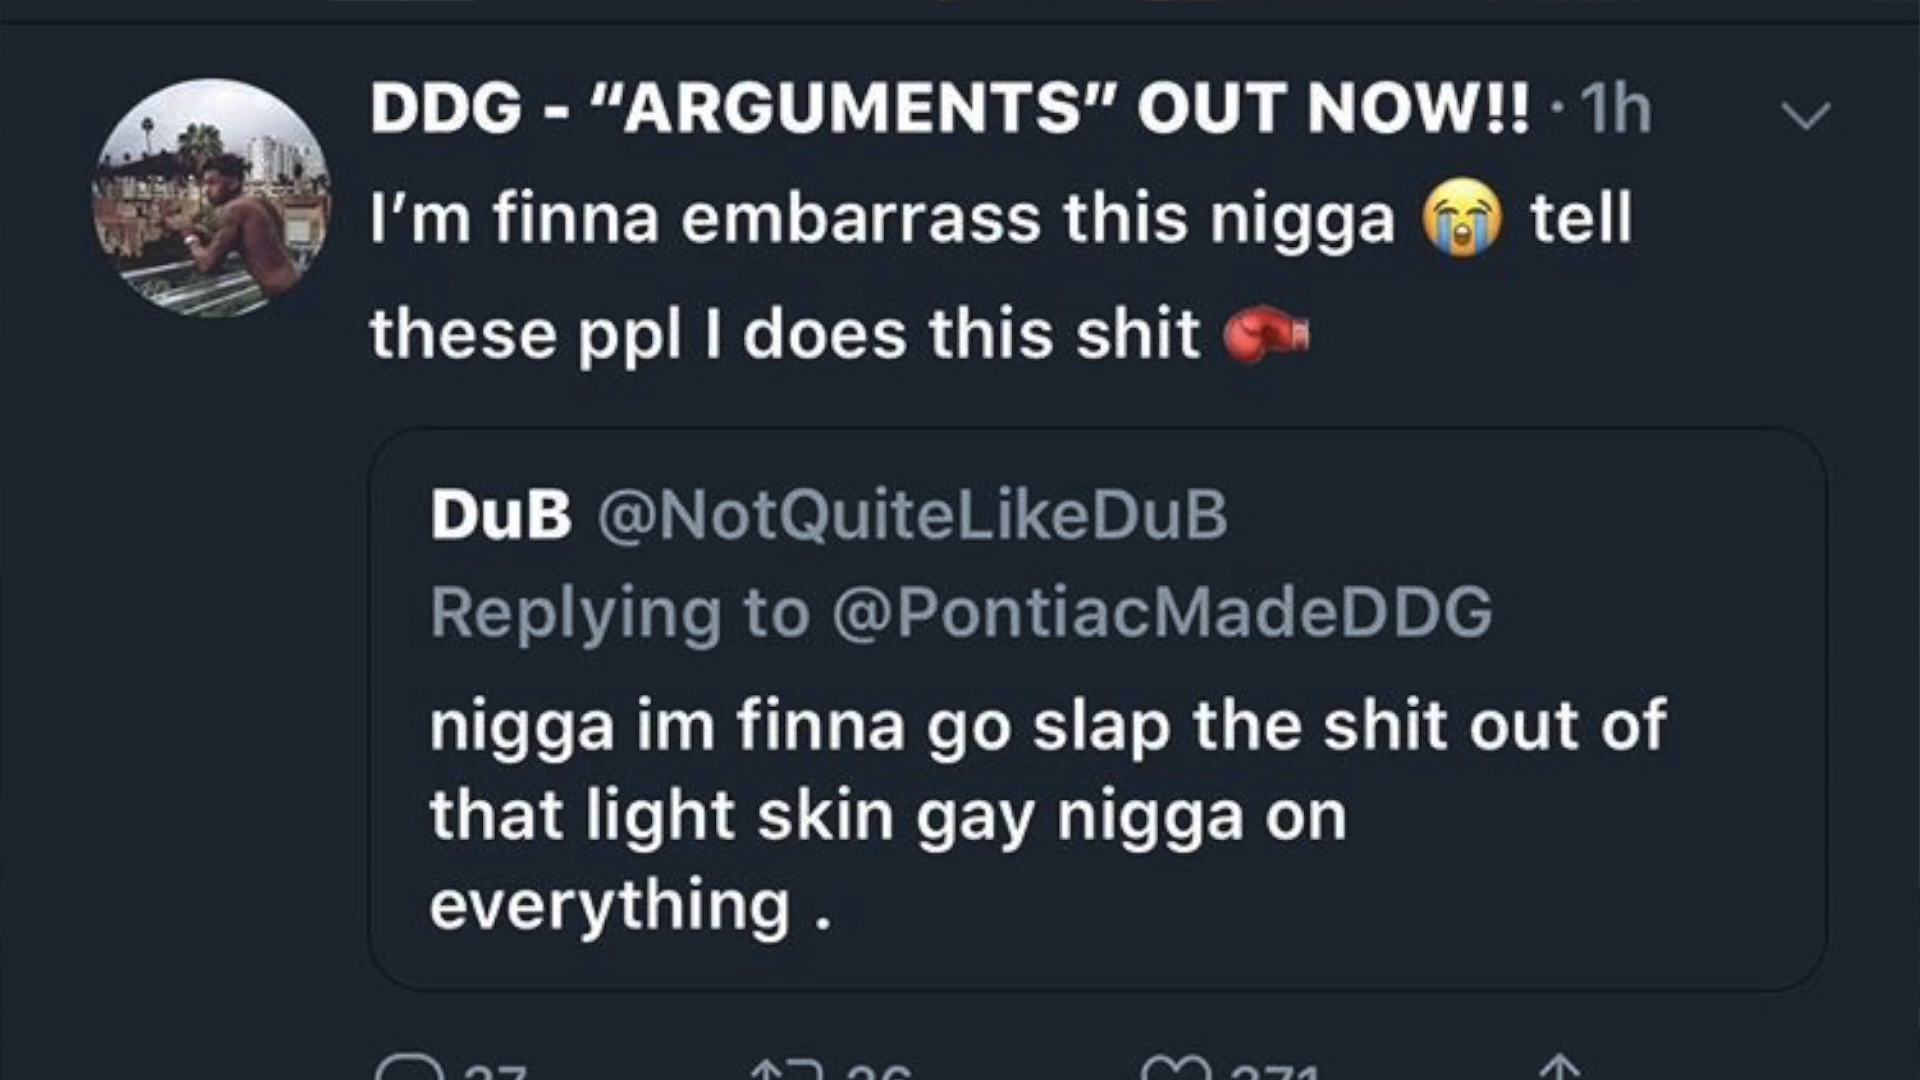 DDG - “ARGUMENTS” OUT NOW!! · 1h
I’m finna embarrass this nigga 😭 tell
these ppl I does this shit 🥊
DuB @NotQuiteLikeDuB
Replying to @PontiacMadeDDG
nigga im finna go slap the shit out of
that light skin gay nigga on
everything .